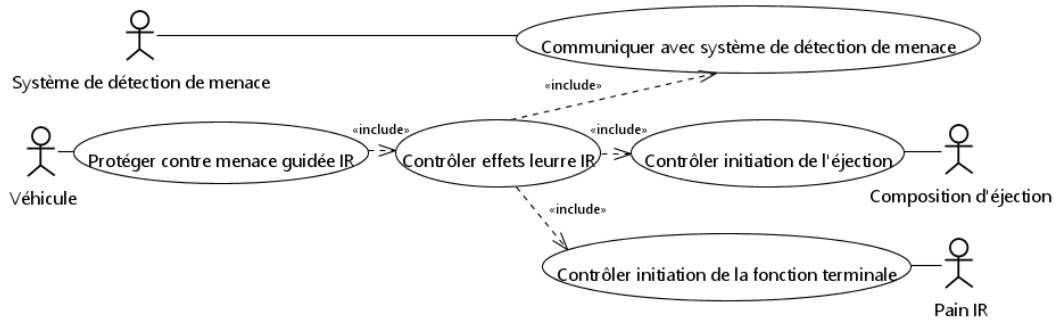 Communiquer avec système de détection de menace
Système de détection de menace
«include»
«include»
«include»
Protéger contre menace guidée IR
Contrôler effets leurre IR
Contrôler initiation de l'éjection
Véhicule
Composition d'éjection
«include»
Contrôler initiation de la fonction terminale
Pain IR